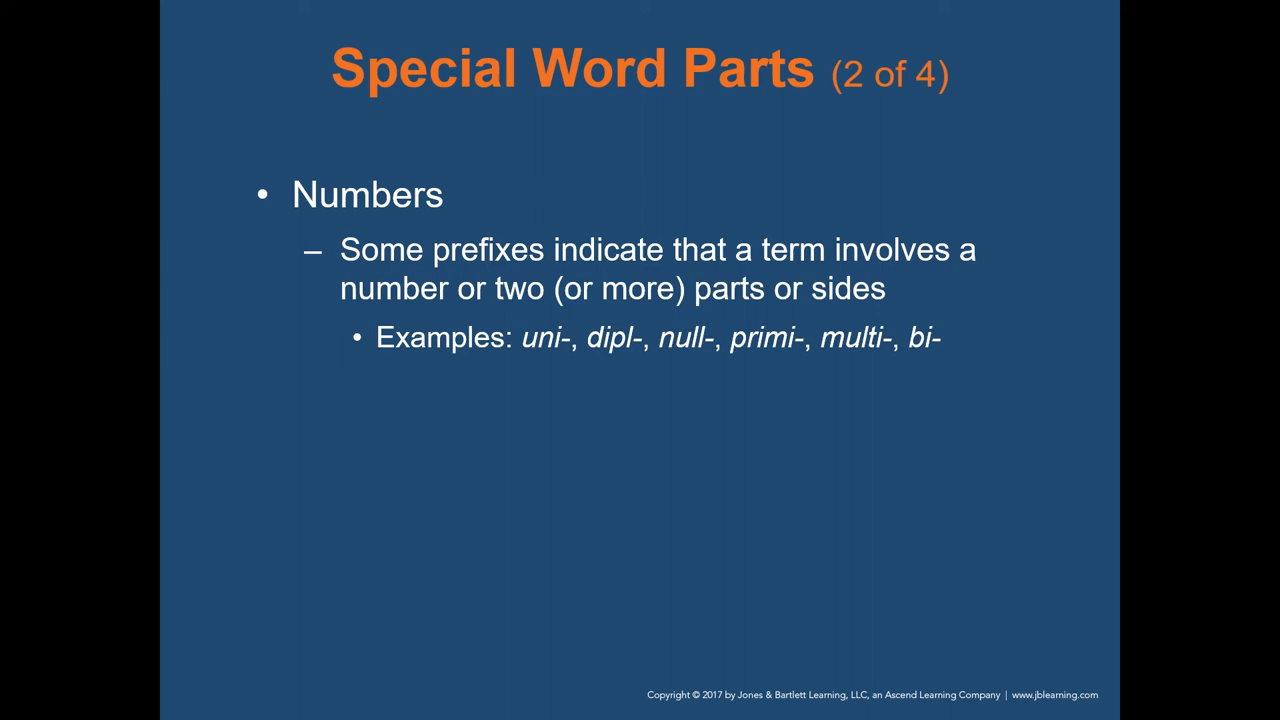 Special Word Parts (2 of 4)
• Numbers
– Some prefixes indicate that a term involves a
number or two (or more) parts or sides
• Examples: uni-, dipl-, null-, primi-, multi-, bi-
Copyright © 2017 by Jones & Bartlett Learning, LLC, an Ascend Learning Company | www.jblearning.com